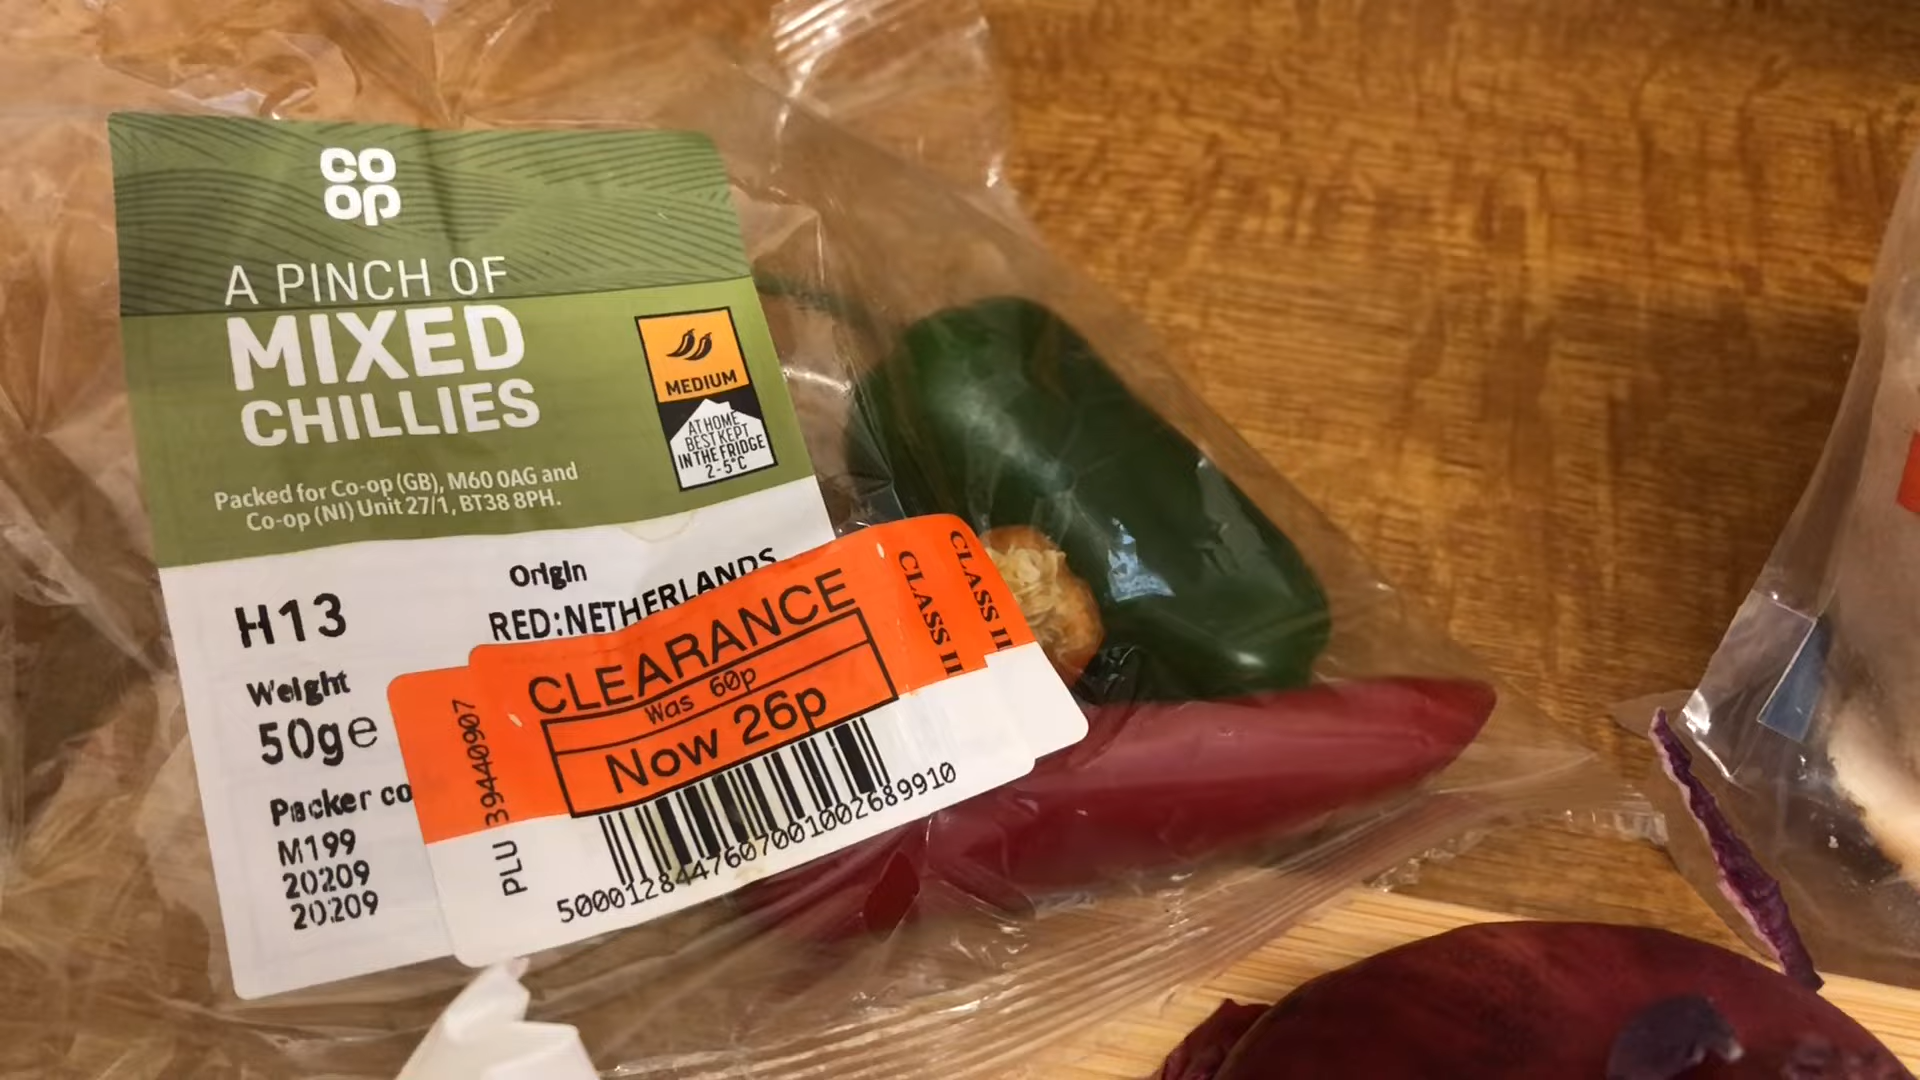 CO
OP
A PINCH OF
MIXED
CHILLIES
MEDIUM
AT HOME
BEST KEPT
IN THE FRIDGE
2-5°C
Packed for Co-op (GB), M60 0AG and
Co-op (NI) Unit 27/1, BT38 8PH.
Origin
RED:NETHERLANDS
H13
Weight
50g℮
Packer co
M199
20209
20209
CLEARANCE
Was 60p
Now 26p
CLASS II
CLASS II
PLU 39440907
5000128447607001002689910